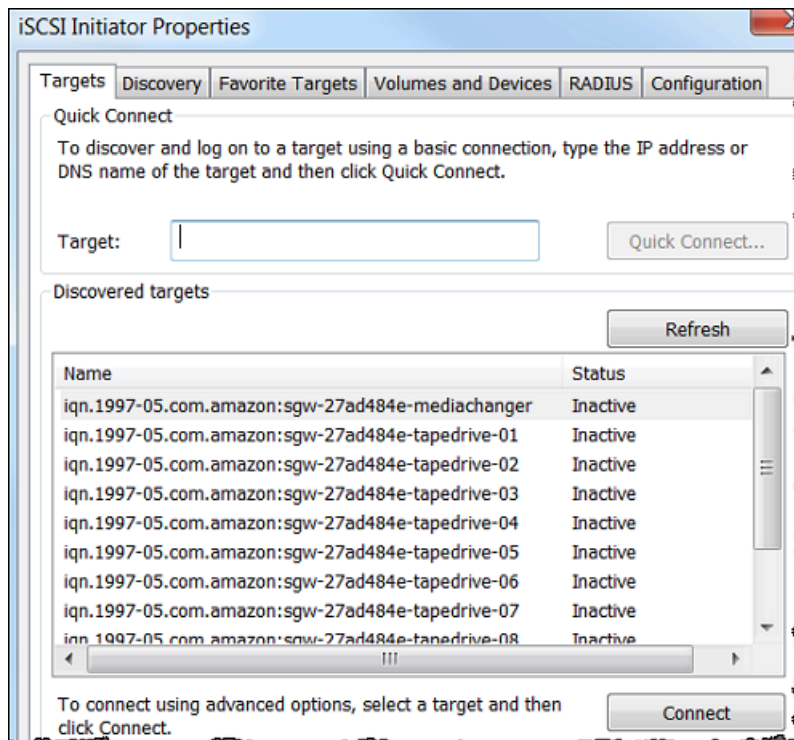 iSCSI Initiator Properties
Targets Discovery Favorite Targets Volumes and Devices RADIUS Configuration
Quick Connect
To discover and log on to a target using a basic connection, type the IP address or
DNS name of the target and then click Quick Connect.
Target: Quick Connect...
Discovered targets
Refresh
Name Status
iqn.1997-05.com.amazon:sgw-27ad484e-mediachanger Inactive
iqn.1997-05.com.amazon:sgw-27ad484e-tapedrive-01 Inactive
iqn.1997-05.com.amazon:sgw-27ad484e-tapedrive-02 Inactive
iqn.1997-05.com.amazon:sgw-27ad484e-tapedrive-03 Inactive
iqn.1997-05.com.amazon:sgw-27ad484e-tapedrive-04 Inactive
iqn.1997-05.com.amazon:sgw-27ad484e-tapedrive-05 Inactive
iqn.1997-05.com.amazon:sgw-27ad484e-tapedrive-06 Inactive
iqn.1997-05.com.amazon:sgw-27ad484e-tapedrive-07 Inactive
iqn.1997-05.com.amazon:sgw-27ad484e-tapedrive-08 Inactive
To connect using advanced options, select a target and then
click Connect. Connect